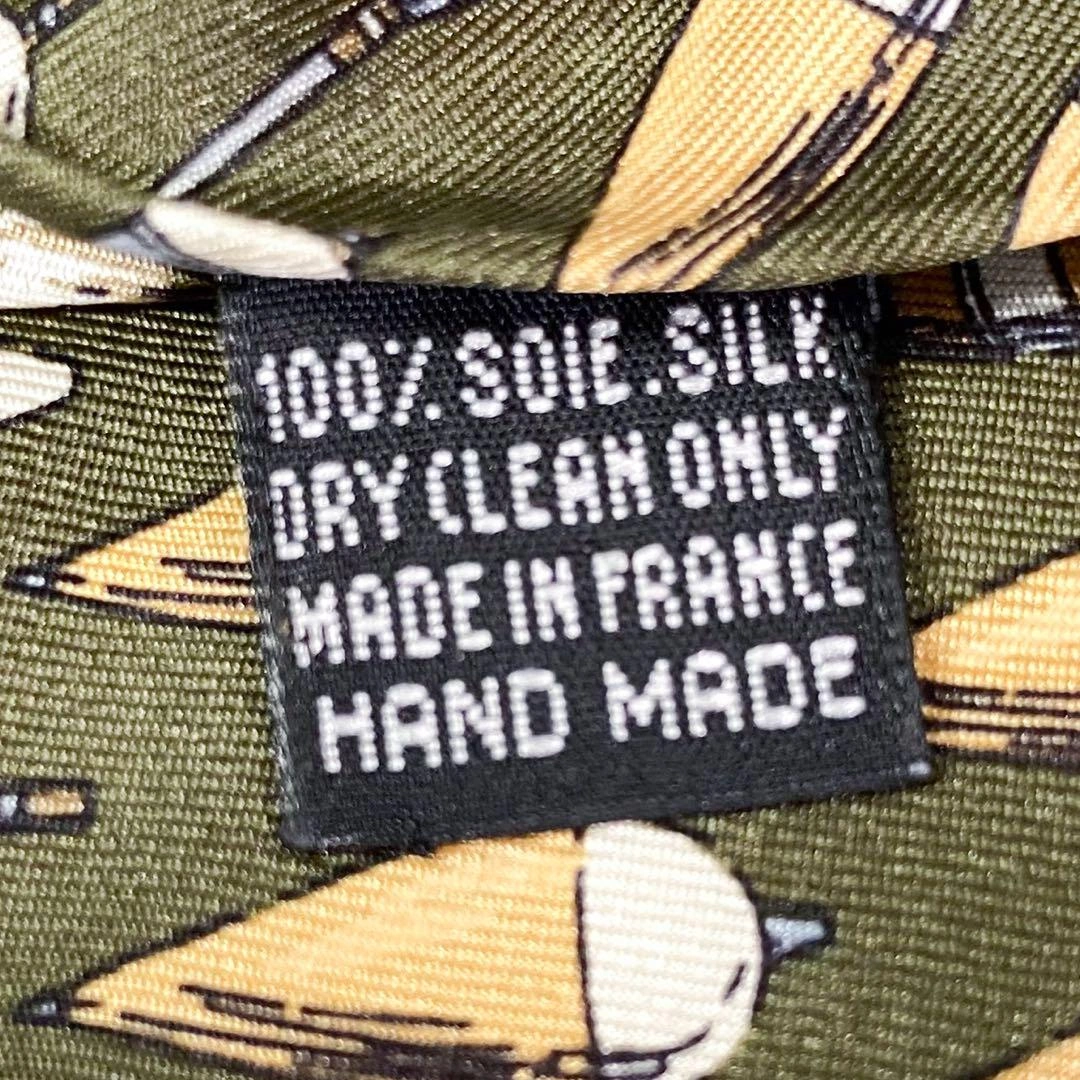 100% SOIE.SILK
DRY CLEAN ONLY
MADE IN FRANCE
HAND MADE